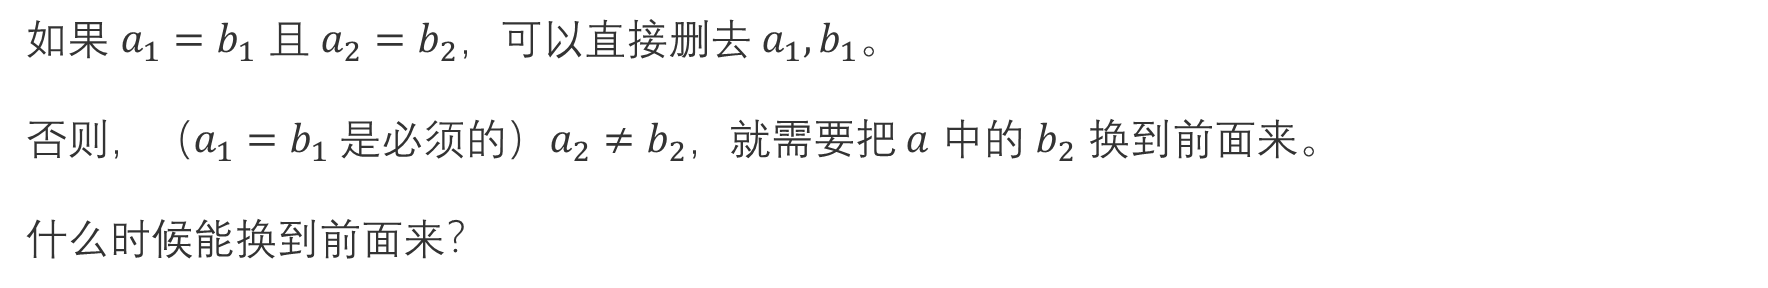 如果 a₁ = b₁ 且 a₂ = b₂，可以直接删去 a₁,b₁。
否则，（a₁ = b₁ 是必须的）a₂ ≠ b₂，就需要把 a 中的 b₂ 换到前面来。
什么时候能换到前面来？